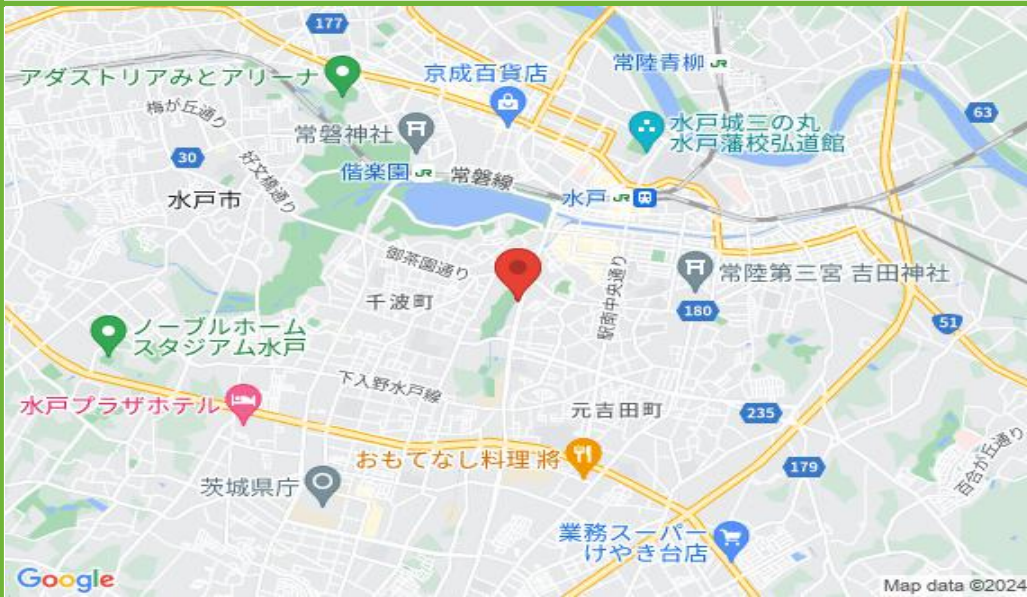 177
アダストリアみとアリーナ
京成百貨店
常陸青柳 JR
63
梅が丘通り
常磐神社
水戸城三の丸
水戸藩校弘道館
30
好文橋通り
偕楽園 JR
常磐線
水戸市
水戸 JR
御茶園通り
千波町
駅南中央通り
常陸第三宮 吉田神社
180
51
ノーブルホーム
スタジアム水戸
下入野水戸線
水戸プラザホテル
元吉田町
235
おもてなし料理 將
179
百合が丘通り
茨城県庁
業務スーパー
けやき台店
Google
Map data ©2024